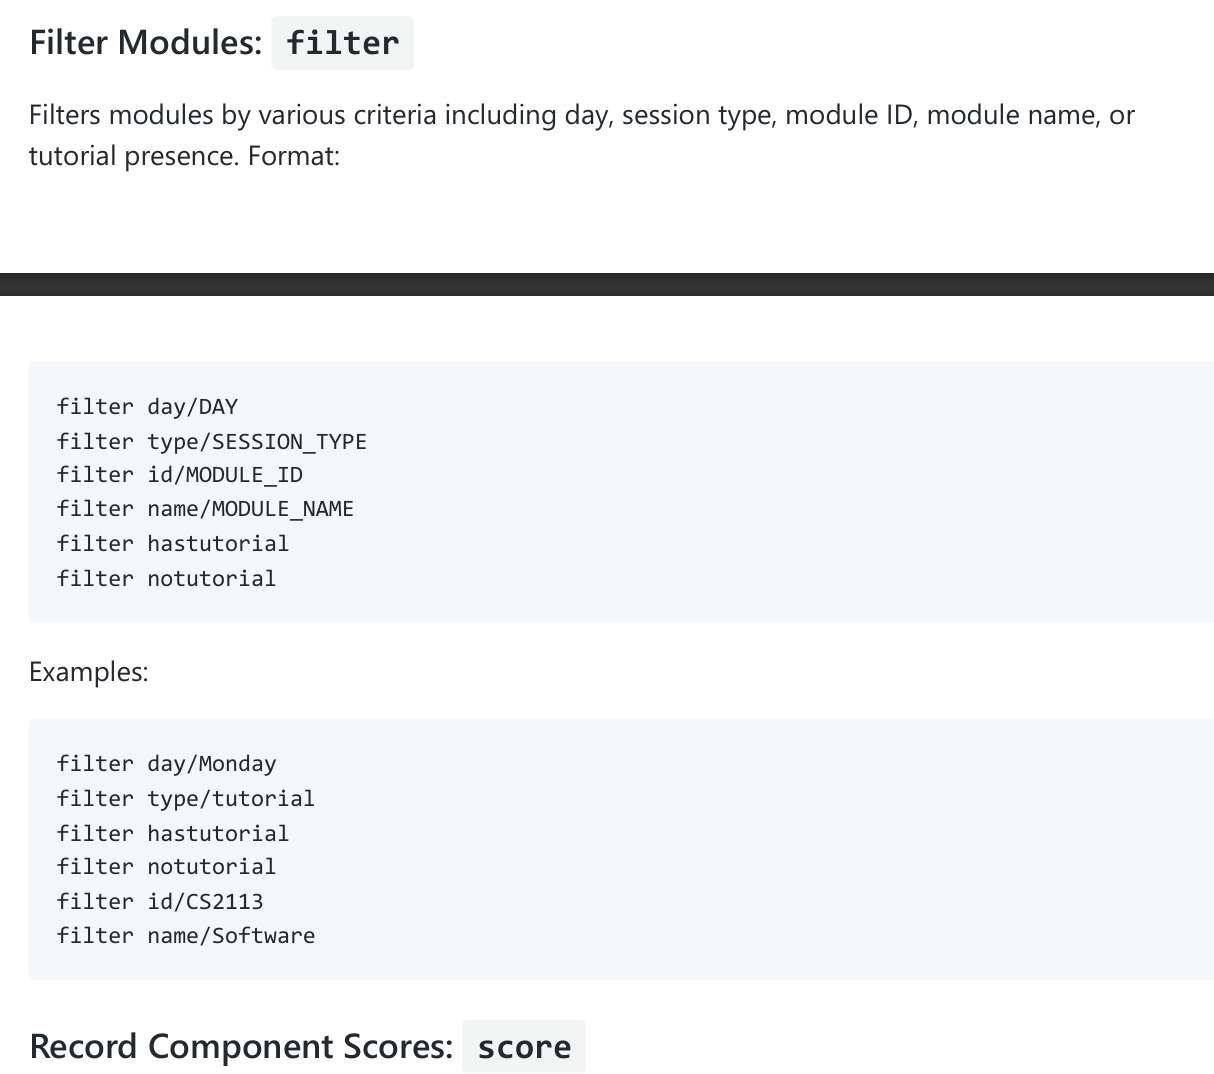 Filter Modules: filter
Filters modules by various criteria including day, session type, module ID, module name, or
tutorial presence. Format:
filter day/DAY
filter type/SESSION_TYPE
filter id/MODULE_ID
filter name/MODULE_NAME
filter hastutorial
filter notutorial
Examples:
filter day/Monday
filter type/tutorial
filter hastutorial
filter notutorial
filter id/CS2113
filter name/Software
Record Component Scores: score